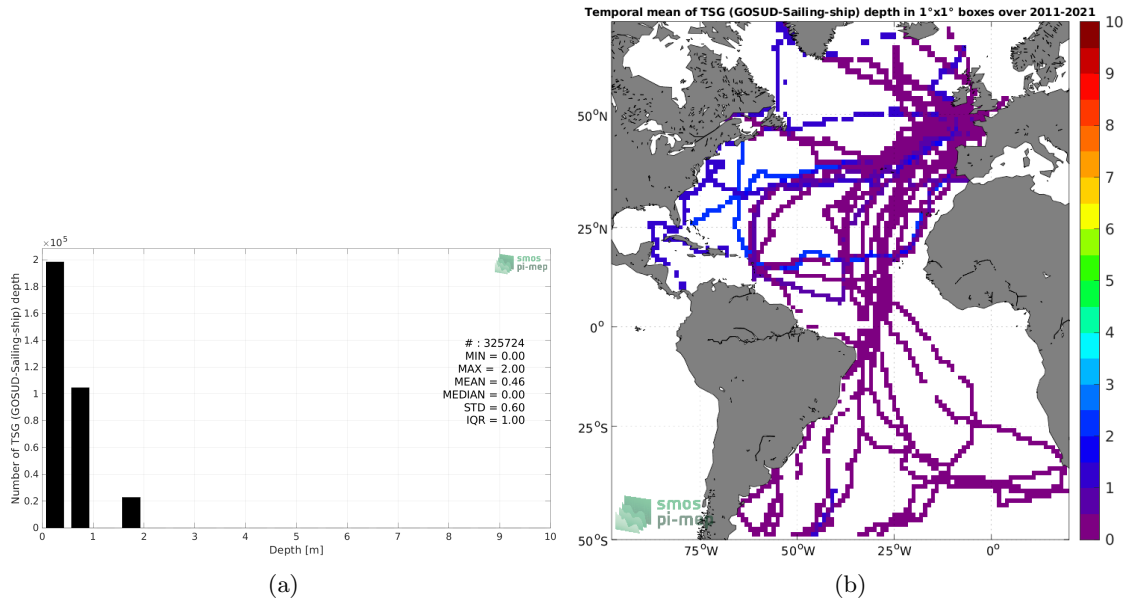 Temporal mean of TSG (GOSUD-Sailing-ship) depth in 1°x1° boxes over 2011-2021
×10⁵
2
1.8
1.6
1.4
1.2
1
0.8
0.6
0.4
0.2
0
Number of TSG (GOSUD-Sailing-ship) depth
0 1 2 3 4 5 6 7 8 9 10
Depth [m]
smos
pi-mep
# : 325724
MIN = 0.00
MAX = 2.00
MEAN = 0.46
MEDIAN = 0.00
STD = 0.60
IQR = 1.00
(a)
50°N
25°N
0°
25°S
50°S
75°W 50°W 25°W 0°
smos
pi-mep
10
9
8
7
6
5
4
3
2
1
0
(b)